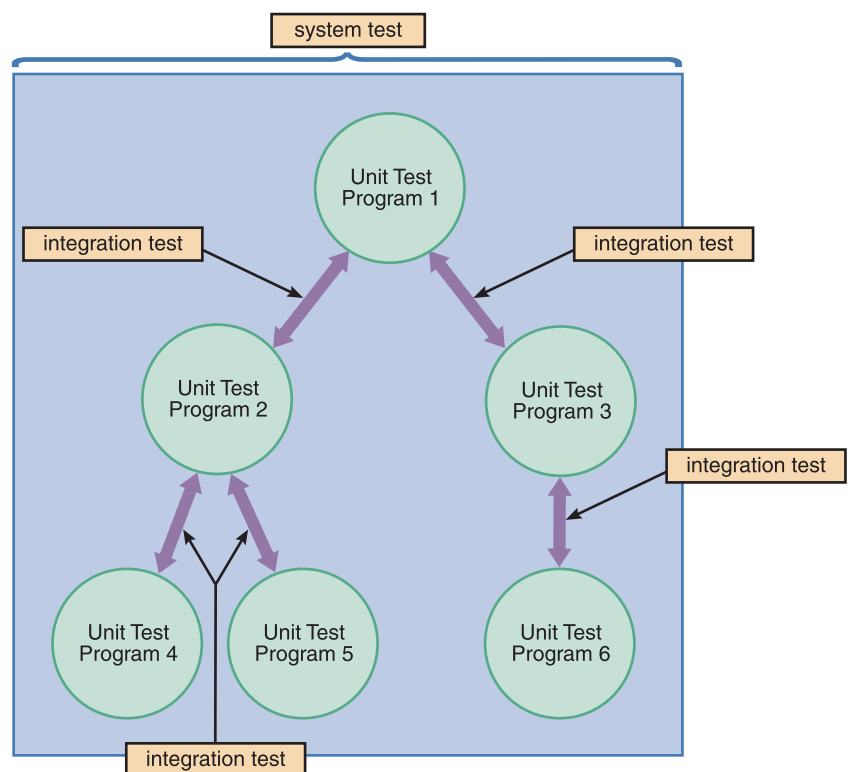 system test
Unit Test
Program 1
integration test
integration test
Unit Test
Program 2
Unit Test
Program 3
integration test
Unit Test
Program 4
Unit Test
Program 5
Unit Test
Program 6
integration test